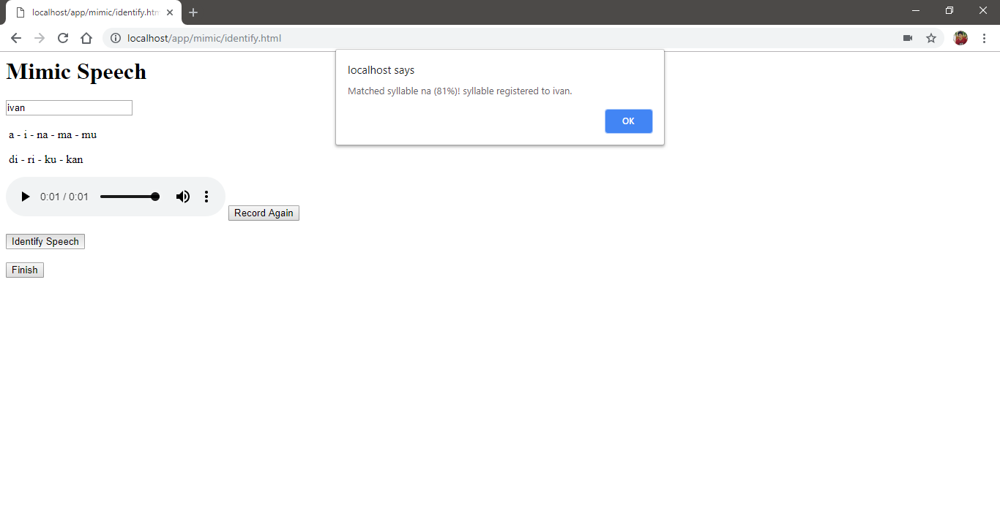 localhost/app/mimic/identify.htm
localhost/app/mimic/identify.html
localhost says
Matched syllable na (81%)! syllable registered to ivan.
OK
Mimic Speech
ivan
a - i - na - ma - mu
di - ri - ku - kan
0:01 / 0:01
Record Again
Identify Speech
Finish